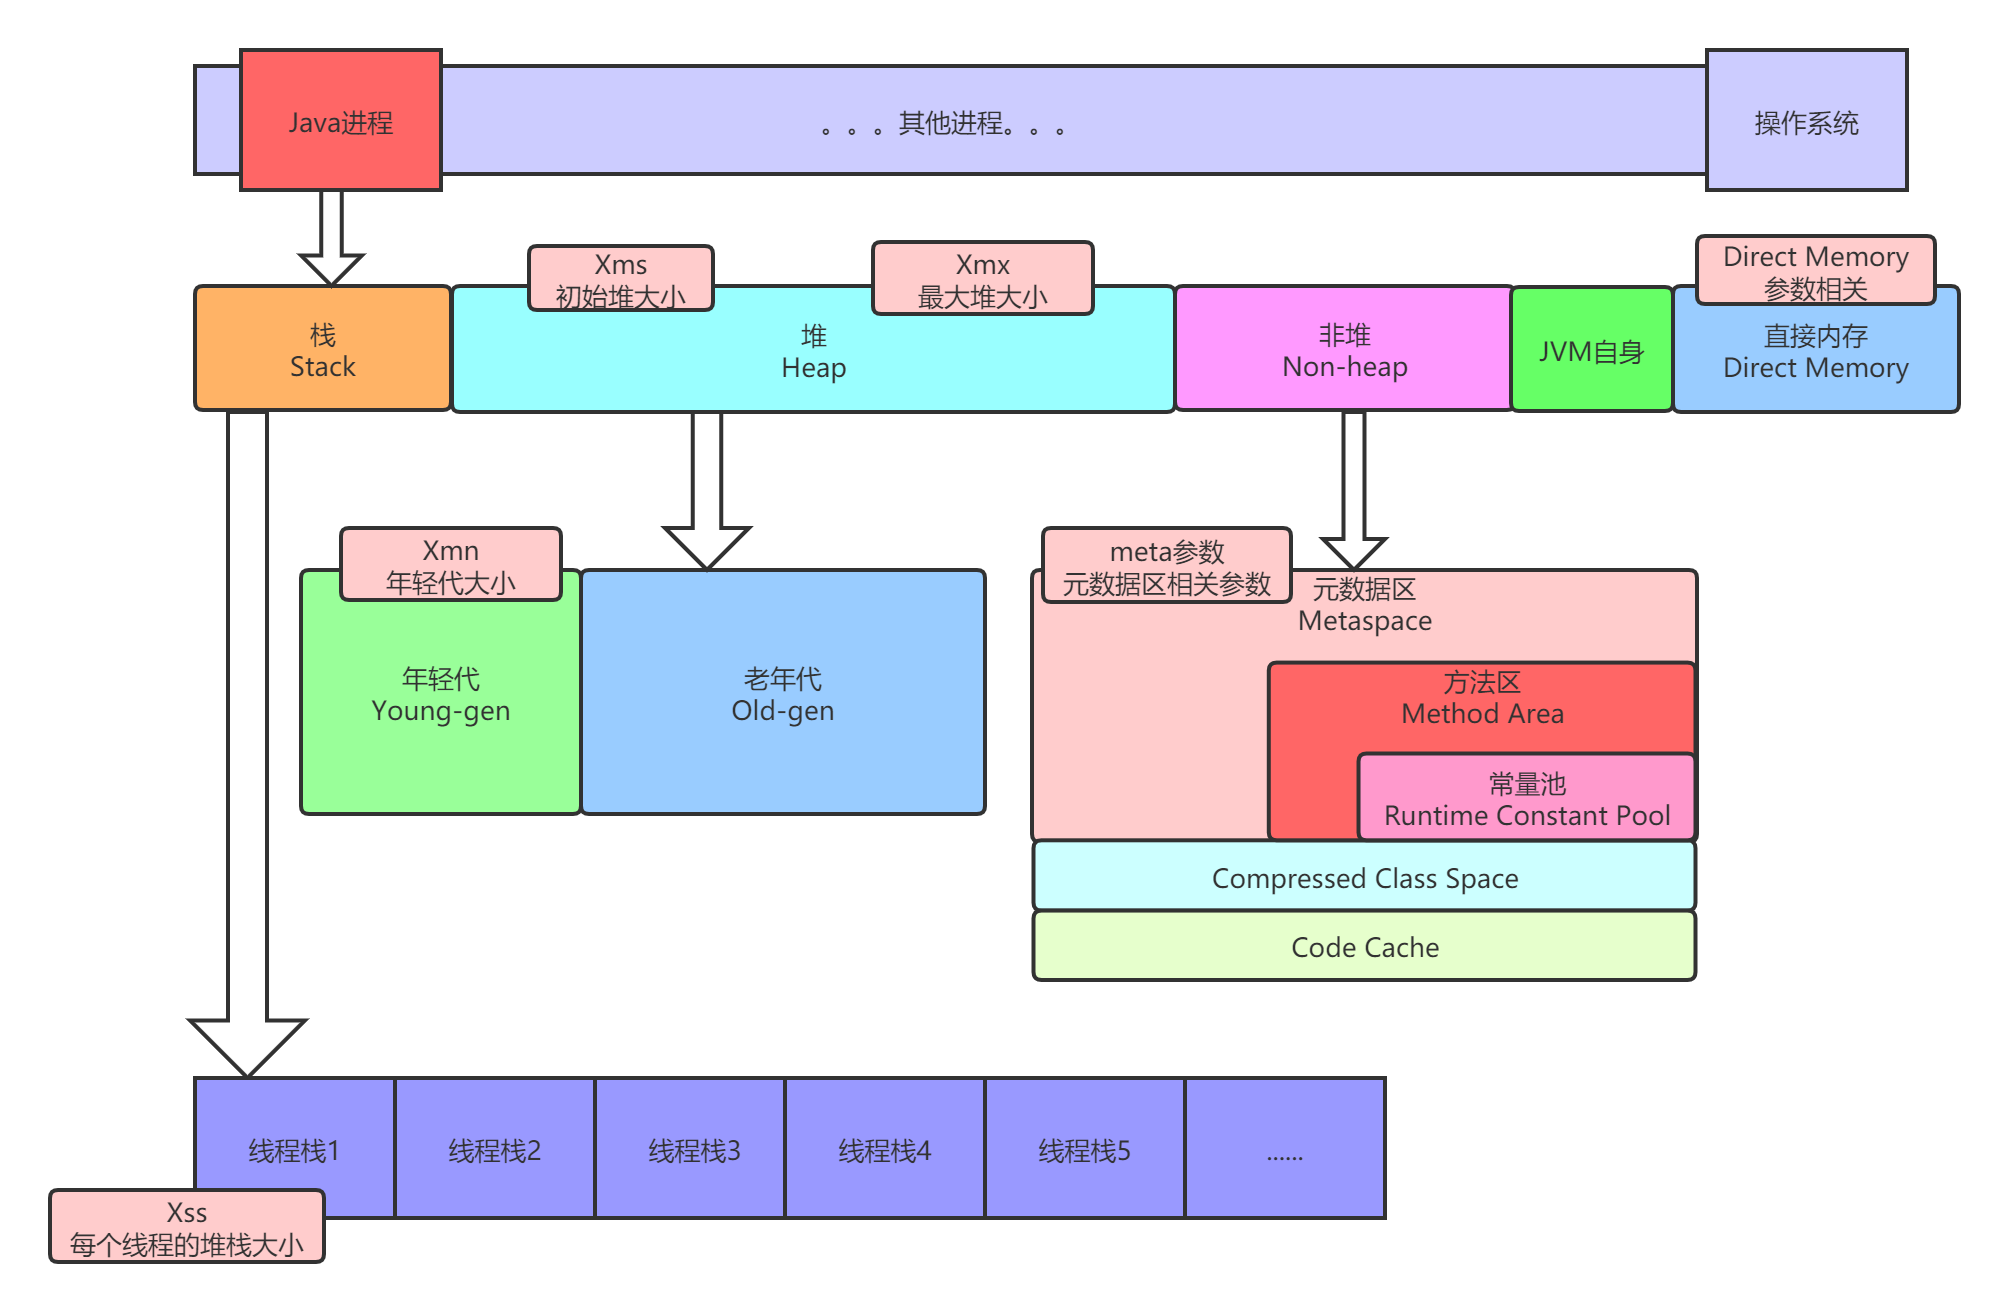 Java进程
。。。其他进程。。。
操作系统
Xms
初始堆大小
Xmx
最大堆大小
Direct Memory
参数相关
栈
Stack
堆
Heap
非堆
Non-heap
JVM自身
直接内存
Direct Memory
Xmn
年轻代大小
meta参数
元数据区相关参数
年轻代
Young-gen
老年代
Old-gen
元数据区
Metaspace
方法区
Method Area
常量池
Runtime Constant Pool
Compressed Class Space
Code Cache
线程栈1
线程栈2
线程栈3
线程栈4
线程栈5
......
Xss
每个线程的堆栈大小